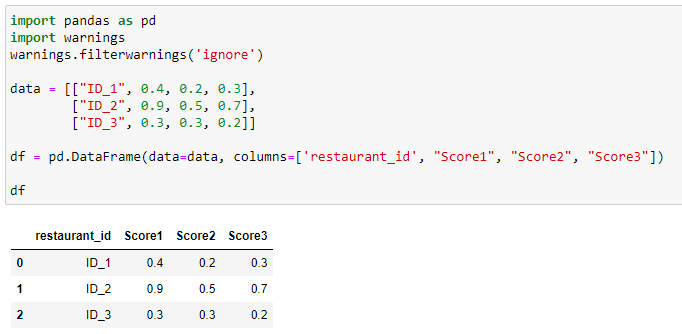 import pandas as pd
import warnings
warnings.filterwarnings('ignore')
data = [["ID_1", 0.4, 0.2, 0.3],
["ID_2", 0.9, 0.5, 0.7],
["ID_3", 0.3, 0.3, 0.2]]
df = pd.DataFrame(data=data, columns=['restaurant_id', "Score1", "Score2", "Score3"])
df
restaurant_id Score1 Score2 Score3
0 ID_1 0.4 0.2 0.3
1 ID_2 0.9 0.5 0.7
2 ID_3 0.3 0.3 0.2